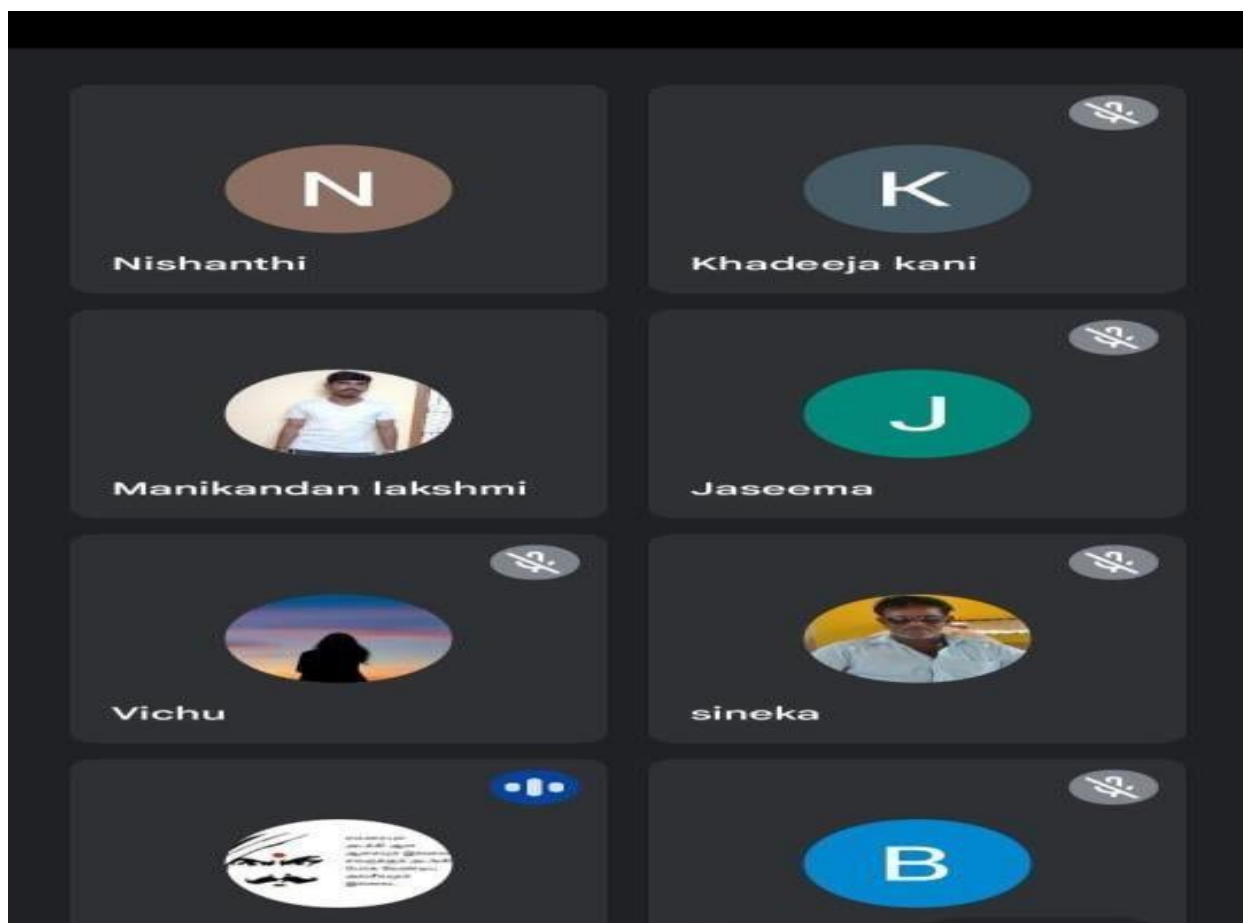 N
K
Nishanthi
Khadeeja kani
J
Manikandan lakshmi
Jaseema
Vichu
sineka
B